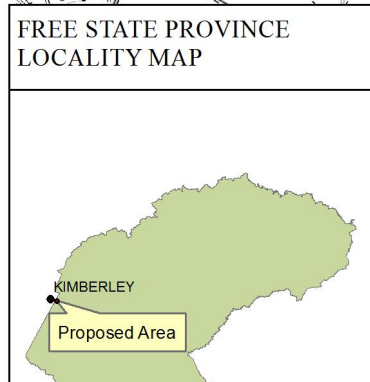 FREE STATE PROVINCE
LOCALITY MAP
KIMBERLEY
Proposed Area